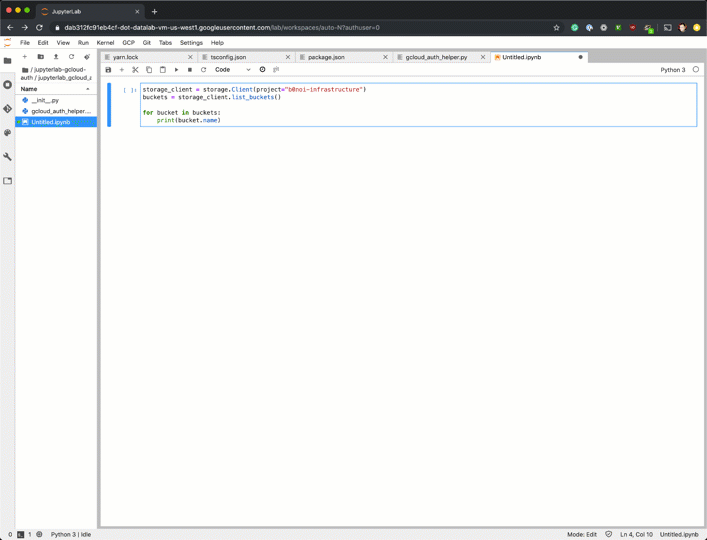 JupyterLab
dab312fc91eb4cf-dot-datalab-vm-us-west1.googleusercontent.com/lab/workspaces/auto-N?authuser=0
File Edit View Run Kernel GCP Git Tabs Settings Help
yarn.lock tsconfig.json package.json gcloud_auth_helper.py Untitled.ipynb
/ jupyterlab-gcloud-
auth / jupyterlab_gcloud_a
Code
Python 3
Name
__init__.py
gcloud_auth_helper....
Untitled.ipynb
[ ]: storage_client = storage.Client(project="b0noi-infrastructure")
buckets = storage_client.list_buckets()
for bucket in buckets:
print(bucket.name)
0 1 Python 3 | Idle
Mode: Edit Ln 4, Col 10 Untitled.ipynb